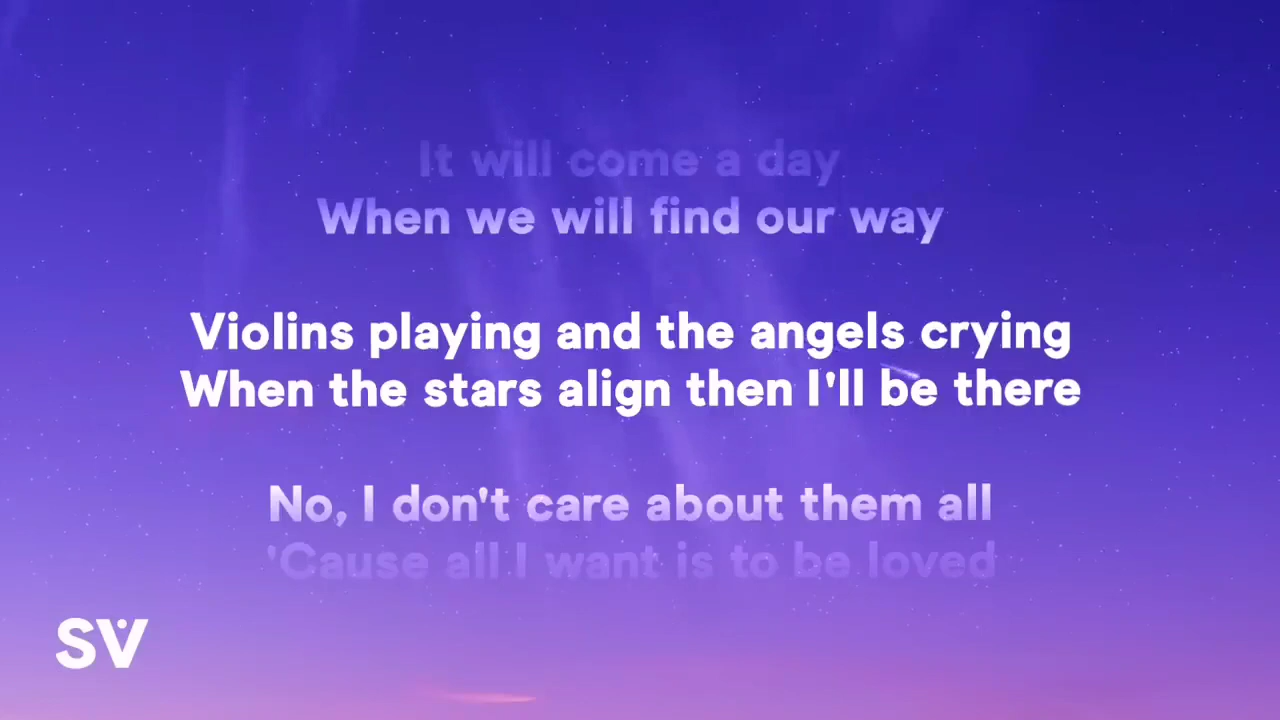 It will come a day
When we will find our way
Violins playing and the angels crying
When the stars align then I'll be there
No, I don't care about them all
'Cause all I want is to be loved
SV